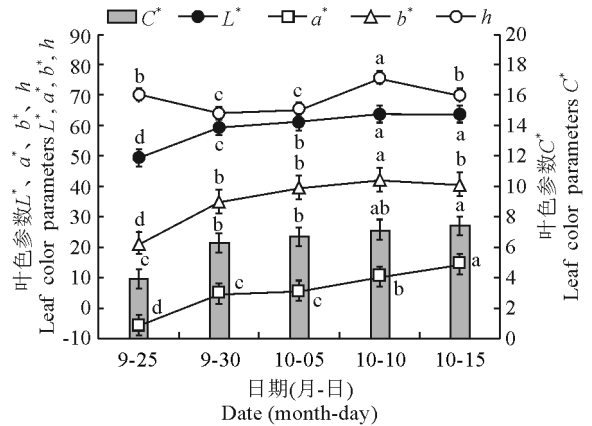 C* L* a* b* h
叶色参数L*、a*、b*、h
Leaf color parameters L*, a*, b*, h
90
80
70
60
50
40
30
20
10
0
-10
b c c a b
d c b a a
d b b a b
c b b ab a
d c c b a
20
18
16
14
12
10
8
6
4
2
0
叶色参数C*
Leaf color parameters C*
9-25 9-30 10-05 10-10 10-15
日期(月-日)
Date (month-day)